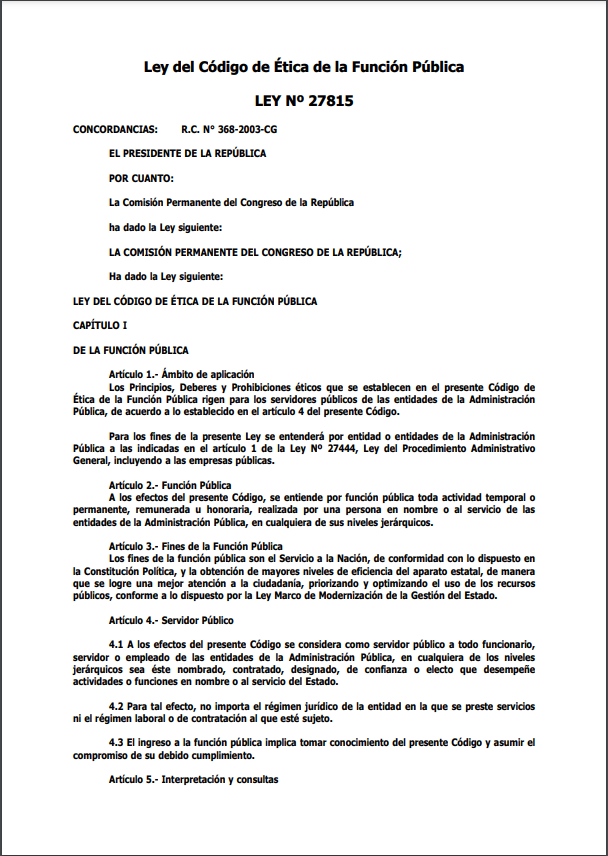 Ley del Código de Ética de la Función Pública
LEY Nº 27815
CONCORDANCIAS: R.C. N° 368-2003-CG
EL PRESIDENTE DE LA REPÚBLICA
POR CUANTO:
La Comisión Permanente del Congreso de la República
ha dado la Ley siguiente:
LA COMISIÓN PERMANENTE DEL CONGRESO DE LA REPÚBLICA;
Ha dado la Ley siguiente:
LEY DEL CÓDIGO DE ÉTICA DE LA FUNCIÓN PÚBLICA
CAPÍTULO I
DE LA FUNCIÓN PÚBLICA
Artículo 1.- Ámbito de aplicación
Los Principios, Deberes y Prohibiciones éticos que se establecen en el presente Código de
Ética de la Función Pública rigen para los servidores públicos de las entidades de la Administración
Pública, de acuerdo a lo establecido en el artículo 4 del presente Código.
Para los fines de la presente Ley se entenderá por entidad o entidades de la Administración
Pública a las indicadas en el artículo 1 de la Ley Nº 27444, Ley del Procedimiento Administrativo
General, incluyendo a las empresas públicas.
Artículo 2.- Función Pública
A los efectos del presente Código, se entiende por función pública toda actividad temporal o
permanente, remunerada u honoraria, realizada por una persona en nombre o al servicio de las
entidades de la Administración Pública, en cualquiera de sus niveles jerárquicos.
Artículo 3.- Fines de la Función Pública
Los fines de la función pública son el Servicio a la Nación, de conformidad con lo dispuesto en
la Constitución Política, y la obtención de mayores niveles de eficiencia del aparato estatal, de manera
que se logre una mejor atención a la ciudadanía, priorizando y optimizando el uso de los recursos
públicos, conforme a lo dispuesto por la Ley Marco de Modernización de la Gestión del Estado.
Artículo 4.- Servidor Público
4.1 A los efectos del presente Código se considera como servidor público a todo funcionario,
servidor o empleado de las entidades de la Administración Pública, en cualquiera de los niveles
jerárquicos sea éste nombrado, contratado, designado, de confianza o electo que desempeñe
actividades o funciones en nombre o al servicio del Estado.
4.2 Para tal efecto, no importa el régimen jurídico de la entidad en la que se preste servicios
ni el régimen laboral o de contratación al que esté sujeto.
4.3 El ingreso a la función pública implica tomar conocimiento del presente Código y asumir el
compromiso de su debido cumplimiento.
Artículo 5.- Interpretación y consultas